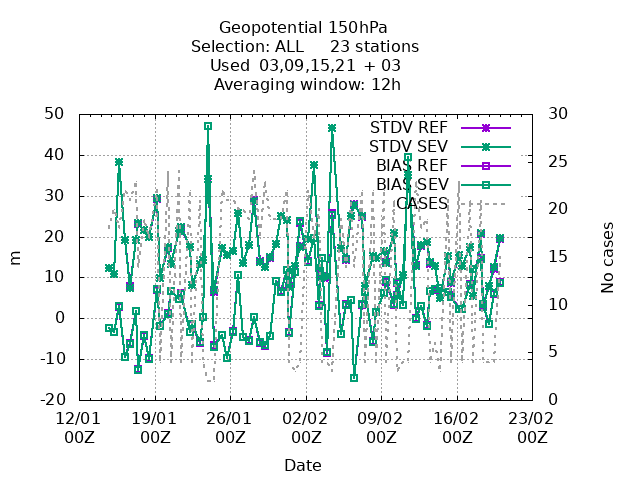 Geopotential 150hPa
Selection: ALL 23 stations
Used 03,09,15,21 + 03
Averaging window: 12h
50 30
STDV REF
STDV SEV
40 25
BIAS REF
BIAS SEV
30 20
CASES
20 15
m No cases
10 10
0
-10 5
-20 0
12/01 19/01 26/01 02/02 09/02 16/02 23/02
00Z 00Z 00Z 00Z 00Z 00Z 00Z
Date